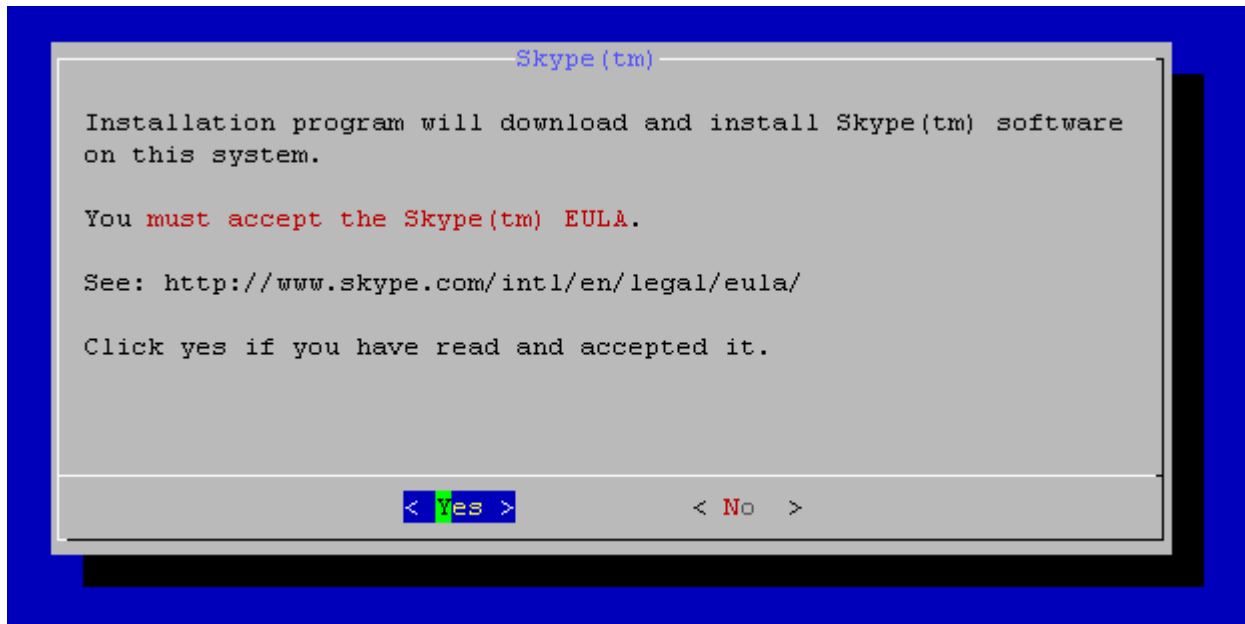 Skype(tm)
Installation program will download and install Skype(tm) software
on this system.
You must accept the Skype(tm) EULA.
See: http://www.skype.com/intl/en/legal/eula/
Click yes if you have read and accepted it.
< Yes > < No >